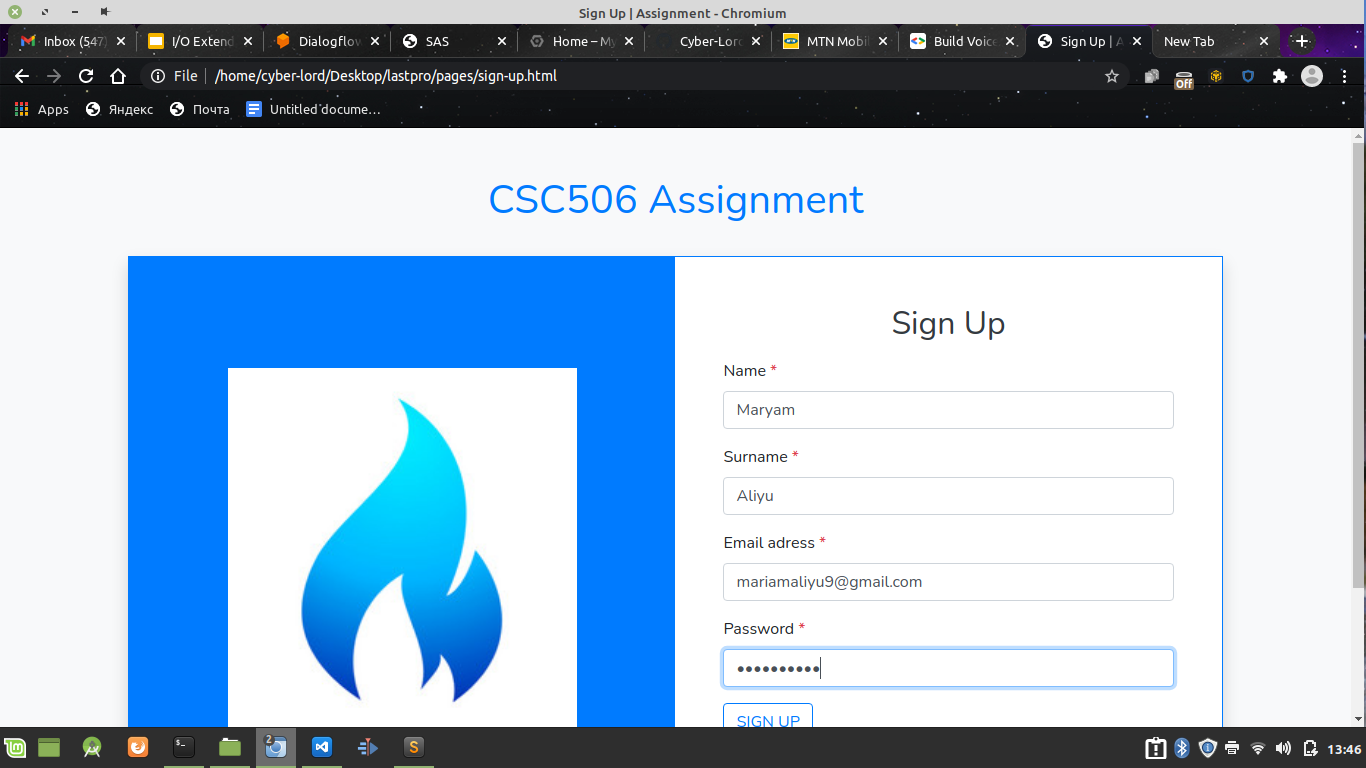 Sign Up | Assignment - Chromium
Inbox (547)
I/O Extend
Dialogflow
SAS
Home – My
Cyber-Lord
MTN Mobil
Build Voice
Sign Up | A
New Tab
File
/home/cyber-lord/Desktop/lastpro/pages/sign-up.html
Off
Apps
Яндекс
Почта
Untitled docume...
CSC506 Assignment
Sign Up
Name *
Maryam
Surname *
Aliyu
Email adress *
mariamaliyu9@gmail.com
Password *
SIGN UP
2
13:46